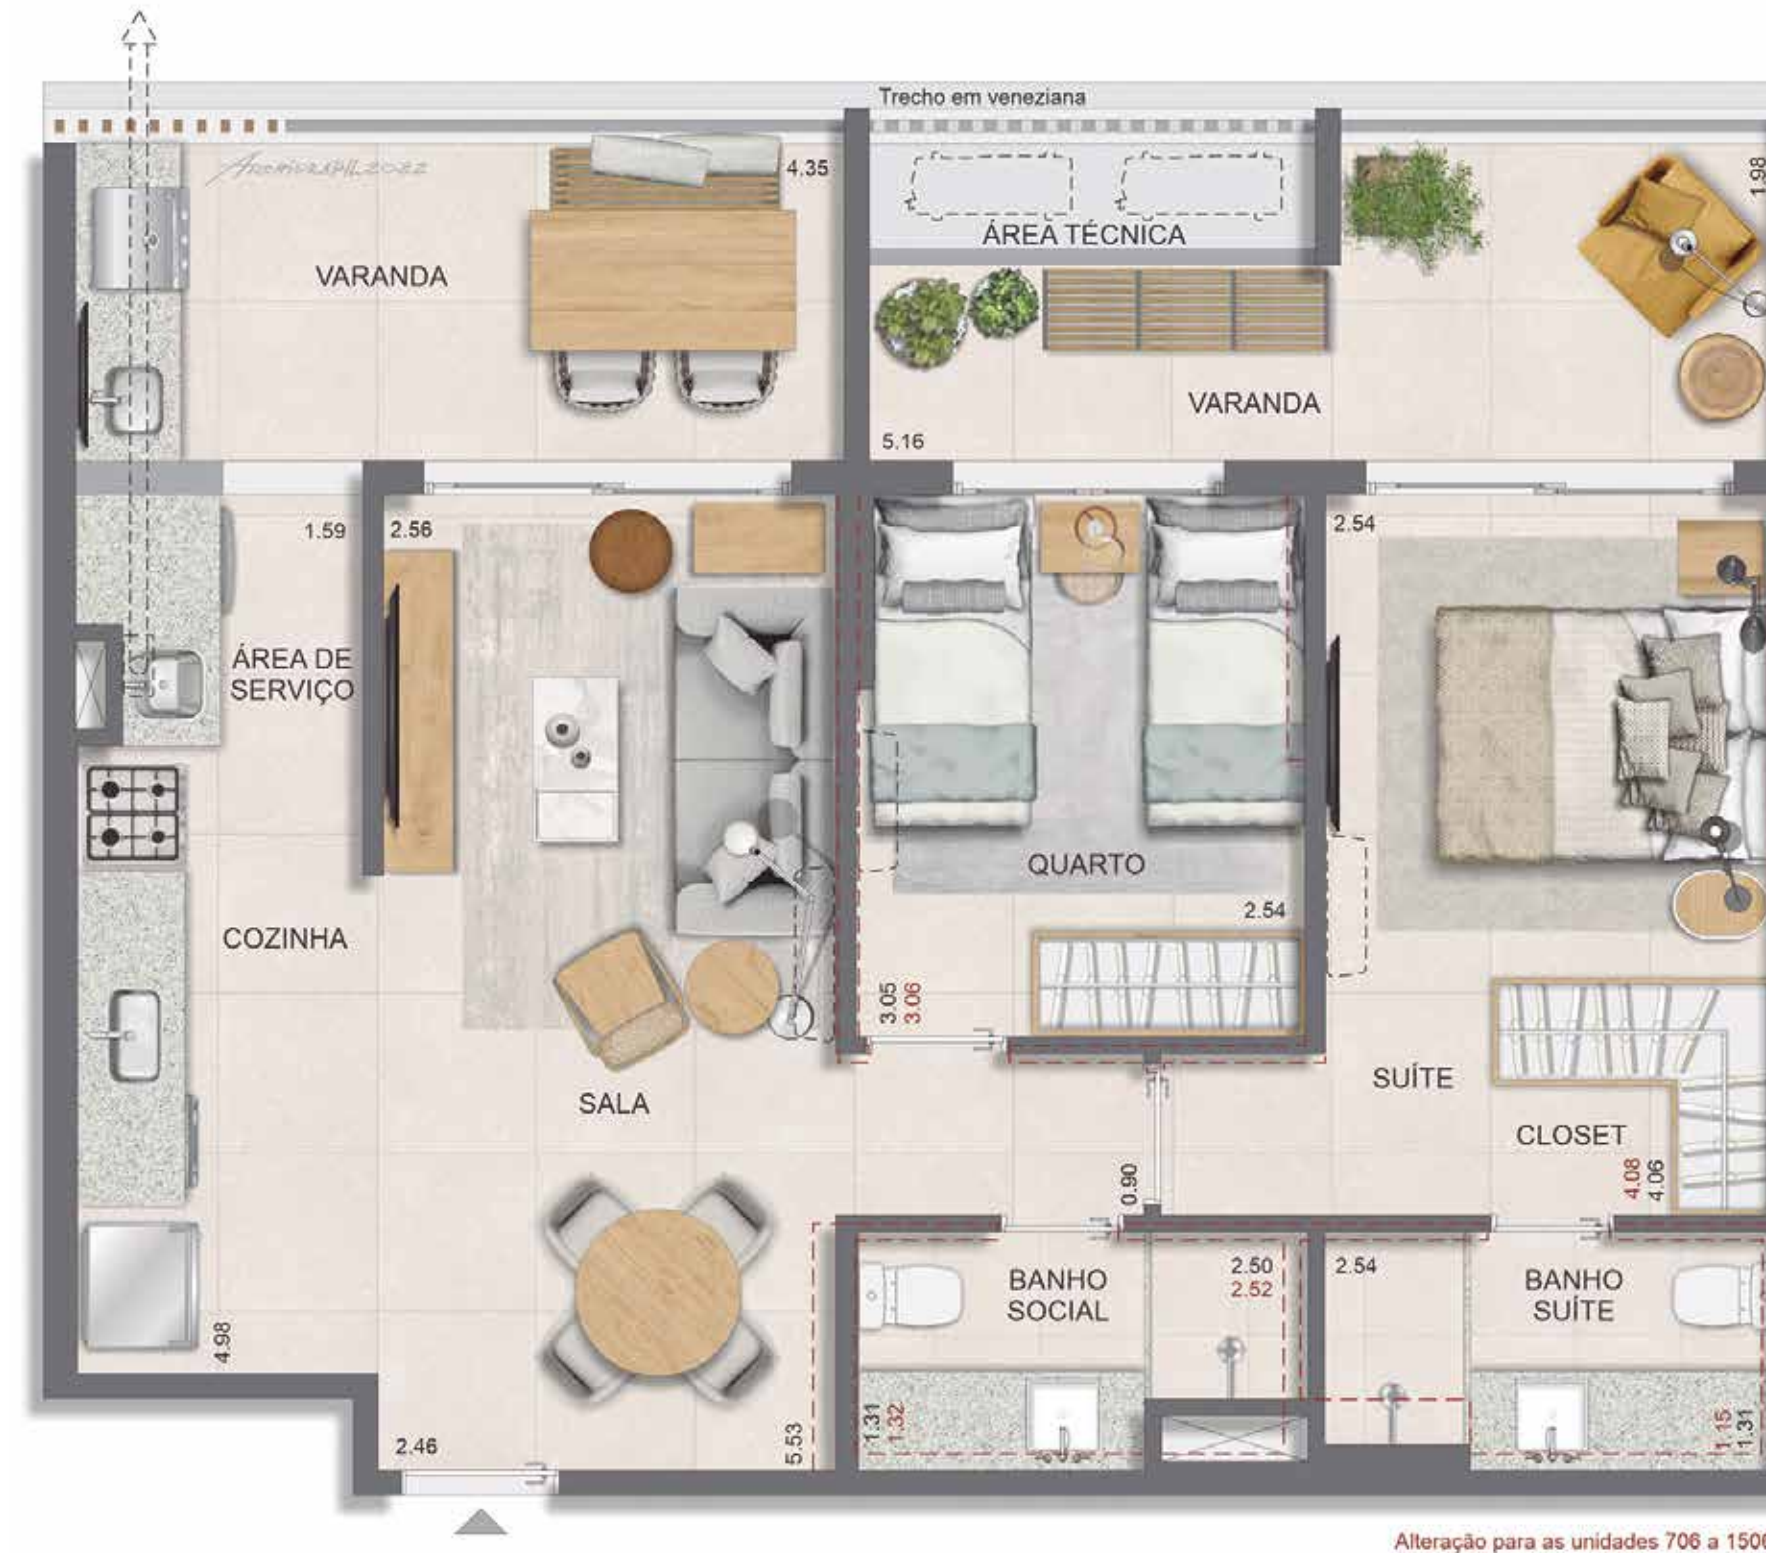 Trecho em veneziana
4.35
1.98
VARANDA
ÁREA TÉCNICA
VARANDA
5.16
1.59
2.56
2.54
ÁREA DE
SERVIÇO
QUARTO
2.54
COZINHA
3.05
3.06
SALA
SUÍTE
CLOSET
0.90
4.08
4.06
2.50
2.52
2.54
BANHO
SOCIAL
BANHO
SUÍTE
4.98
1.31
1.32
1.15
1.31
2.46
5.53
Alteração para as unidades 706 a 1506